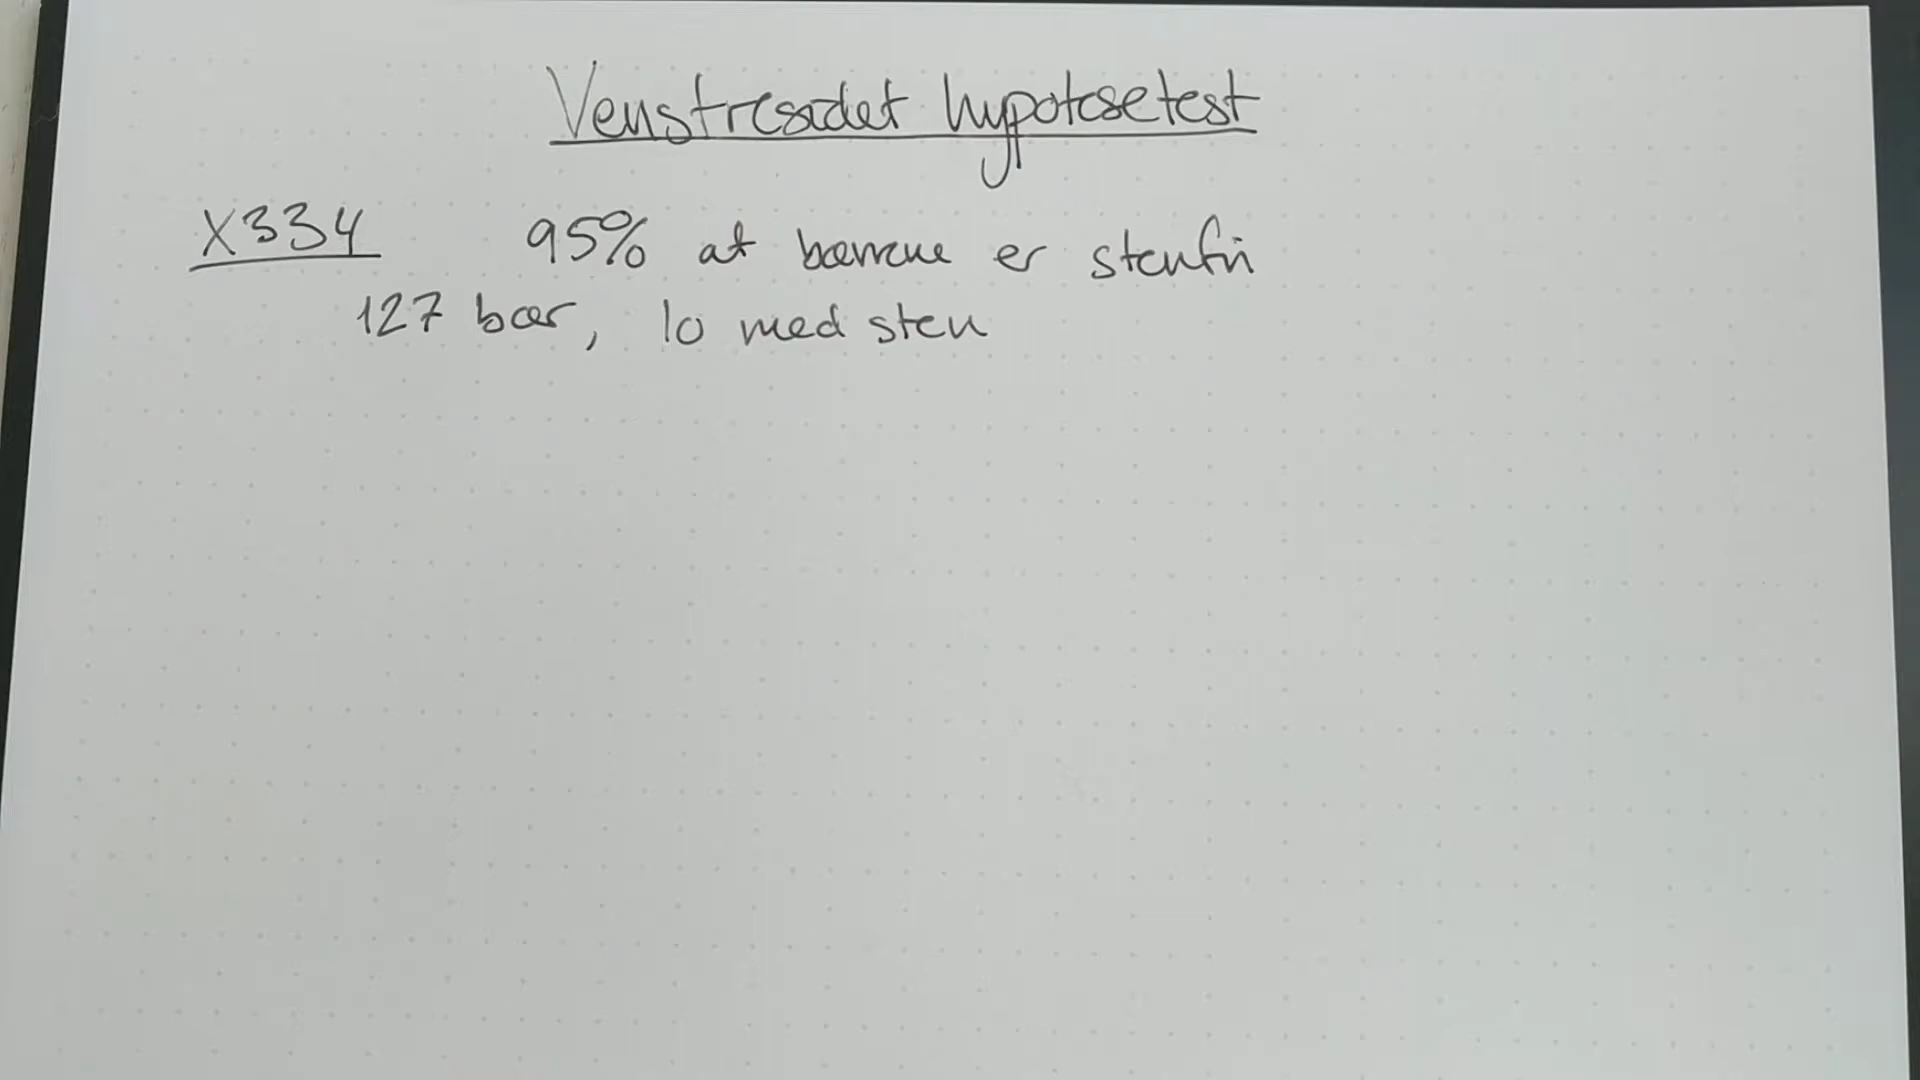 Venstresidet hypotesetest
X334 95% at bærrene er stenfri
127 bær, 10 med sten